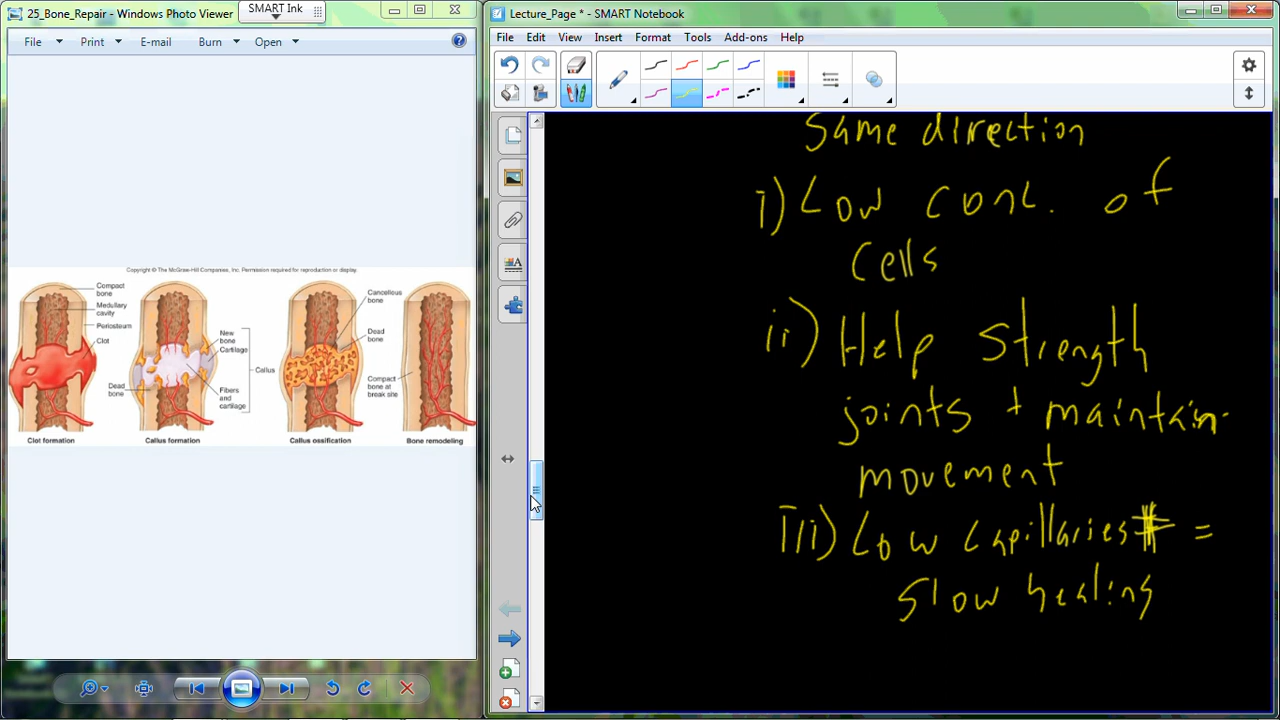 25_Bone_Repair - Windows Photo Viewer
SMART Ink
File Print E-mail Burn Open
Copyright © The McGraw-Hill Companies, Inc. Permission required for reproduction or display.
Compact
bone
Medullary
cavity
Periosteum
Clot
Dead
bone
Clot formation
New
bone
Cartilage
Callus
Fibers
and
cartilage
Callus formation
Cancellous
bone
Dead
bone
Compact
bone at
break site
Callus ossification
Bone remodeling
Lecture_Page * - SMART Notebook
File Edit View Insert Format Tools Add-ons Help
Same direction
i) Low conc. of
cells
ii) Help strength
joints + maintain
movement
iii) Low capillaries =
slow healing